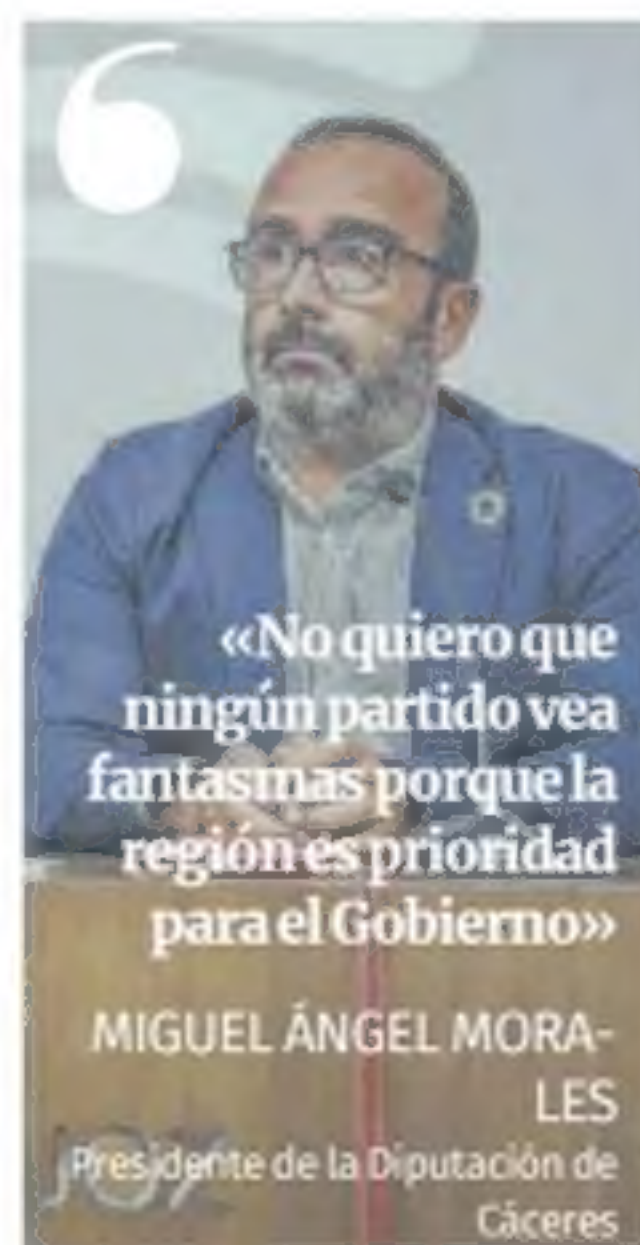 «No quiero que
ningún partido vea
fantasmas porque la
región es prioridad
para el Gobierno»
MIGUEL ÁNGEL MORA-
LES
Presidente de la Diputación de
Cáceres